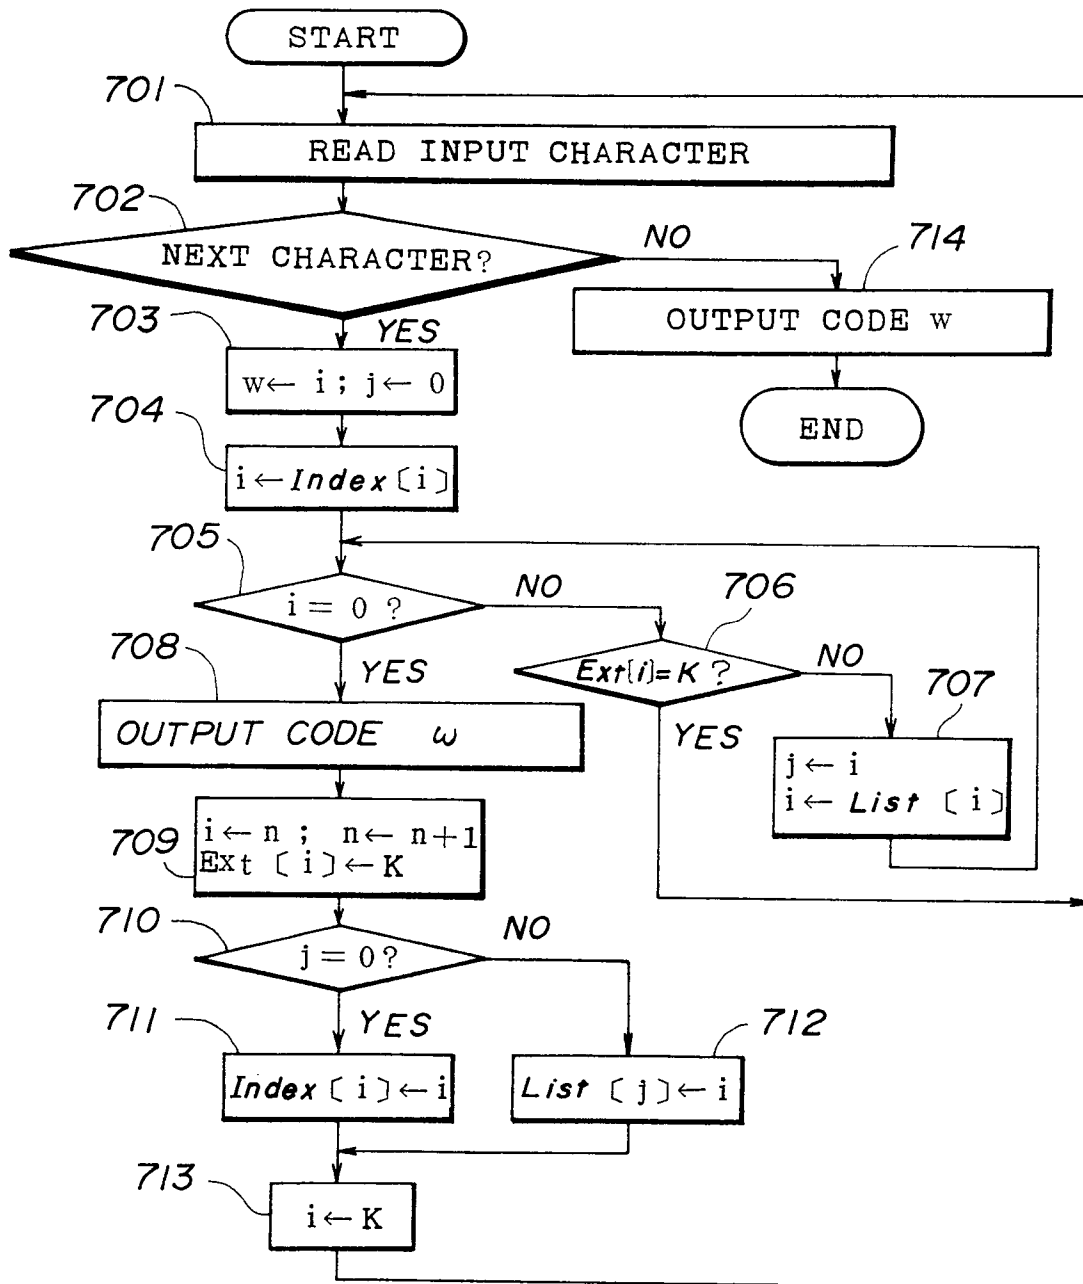 START
701
READ INPUT CHARACTER
702
NEXT CHARACTER?
NO
714
OUTPUT CODE w
END
703
YES
w← i ; j← 0
704
i ← Index〔i〕
705
i = 0 ?
NO
706
Ext[i]=K ?
NO
707
YES
j ← i
i ← List 〔i〕
708
YES
OUTPUT CODE ω
709
i ← n ; n ← n+1
Ext 〔i〕← K
710
j = 0?
NO
711
YES
Index〔i〕← i
712
List〔j〕← i
713
i ← K